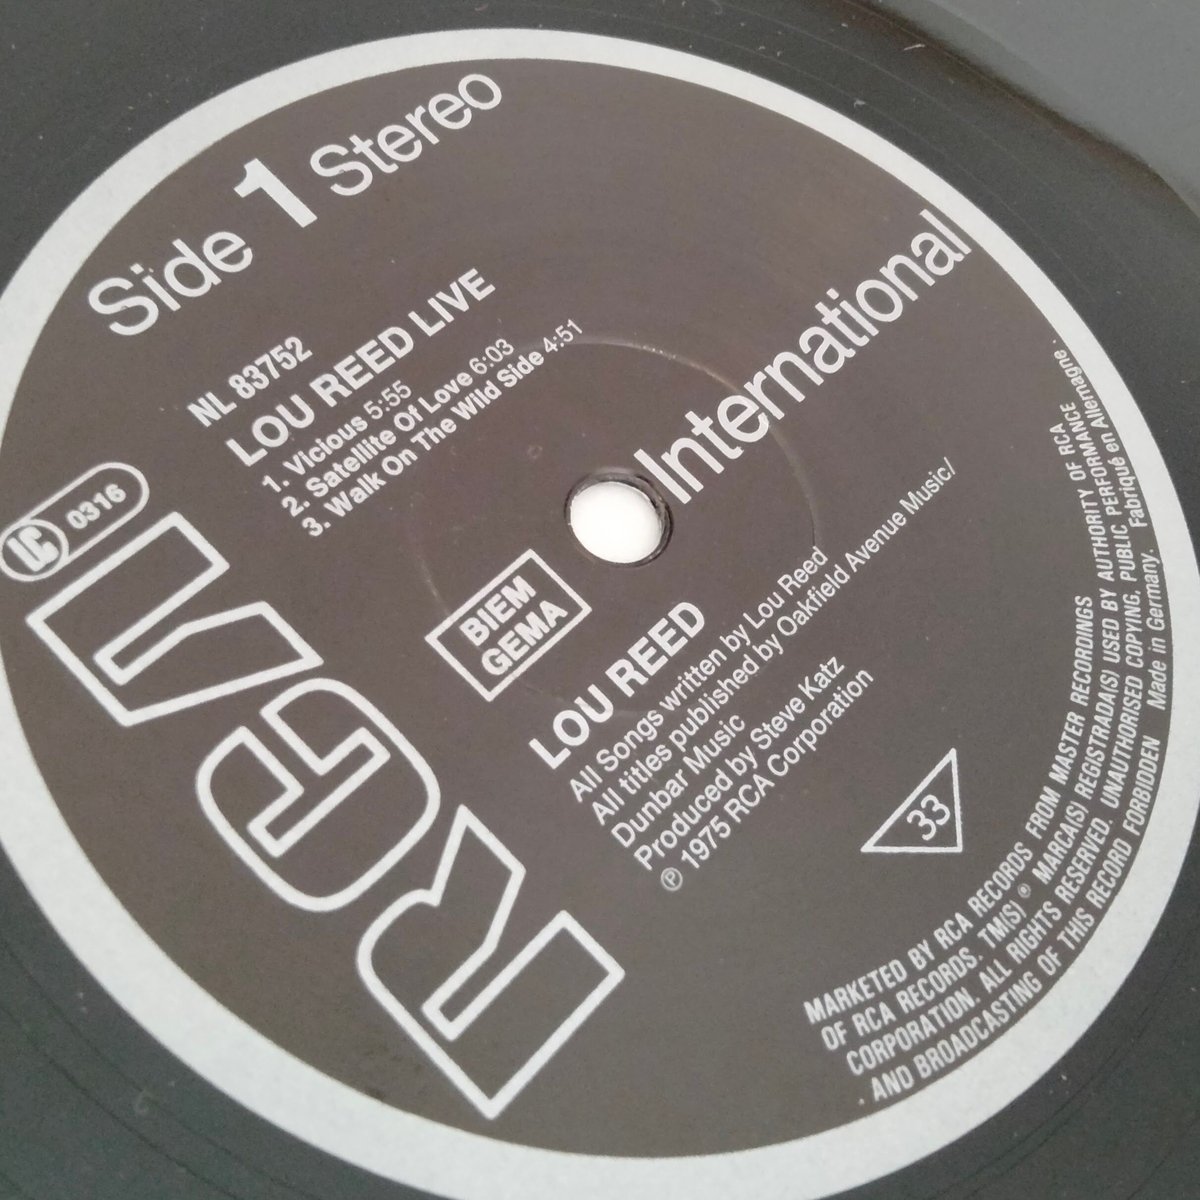 Side 1 Stereo
NL 83752
LOU REED LIVE
1. Vicious 5:55
2. Satellite Of Love 6:03
3. Walk On The Wild Side 4:51
LC 0316
RCA
International
BIEM
GEMA
LOU REED
All Songs written by Lou Reed
All titles published by Oakfield Avenue Music/
Dunbar Music
Produced by Steve Katz
℗ 1975 RCA Corporation
33
MARKETED BY RCA RECORDS FROM MASTER RECORDINGS
OF RCA RECORDS. TM(S) ® MARCA(S) REGISTRADA(S) USED BY AUTHORITY OF RCA
CORPORATION. ALL RIGHTS RESERVED. UNAUTHORISED COPYING, PUBLIC PERFORMANCE
. AND BROADCASTING OF THIS RECORD FORBIDDEN Made in Germany. Fabriqué en Allemagne .